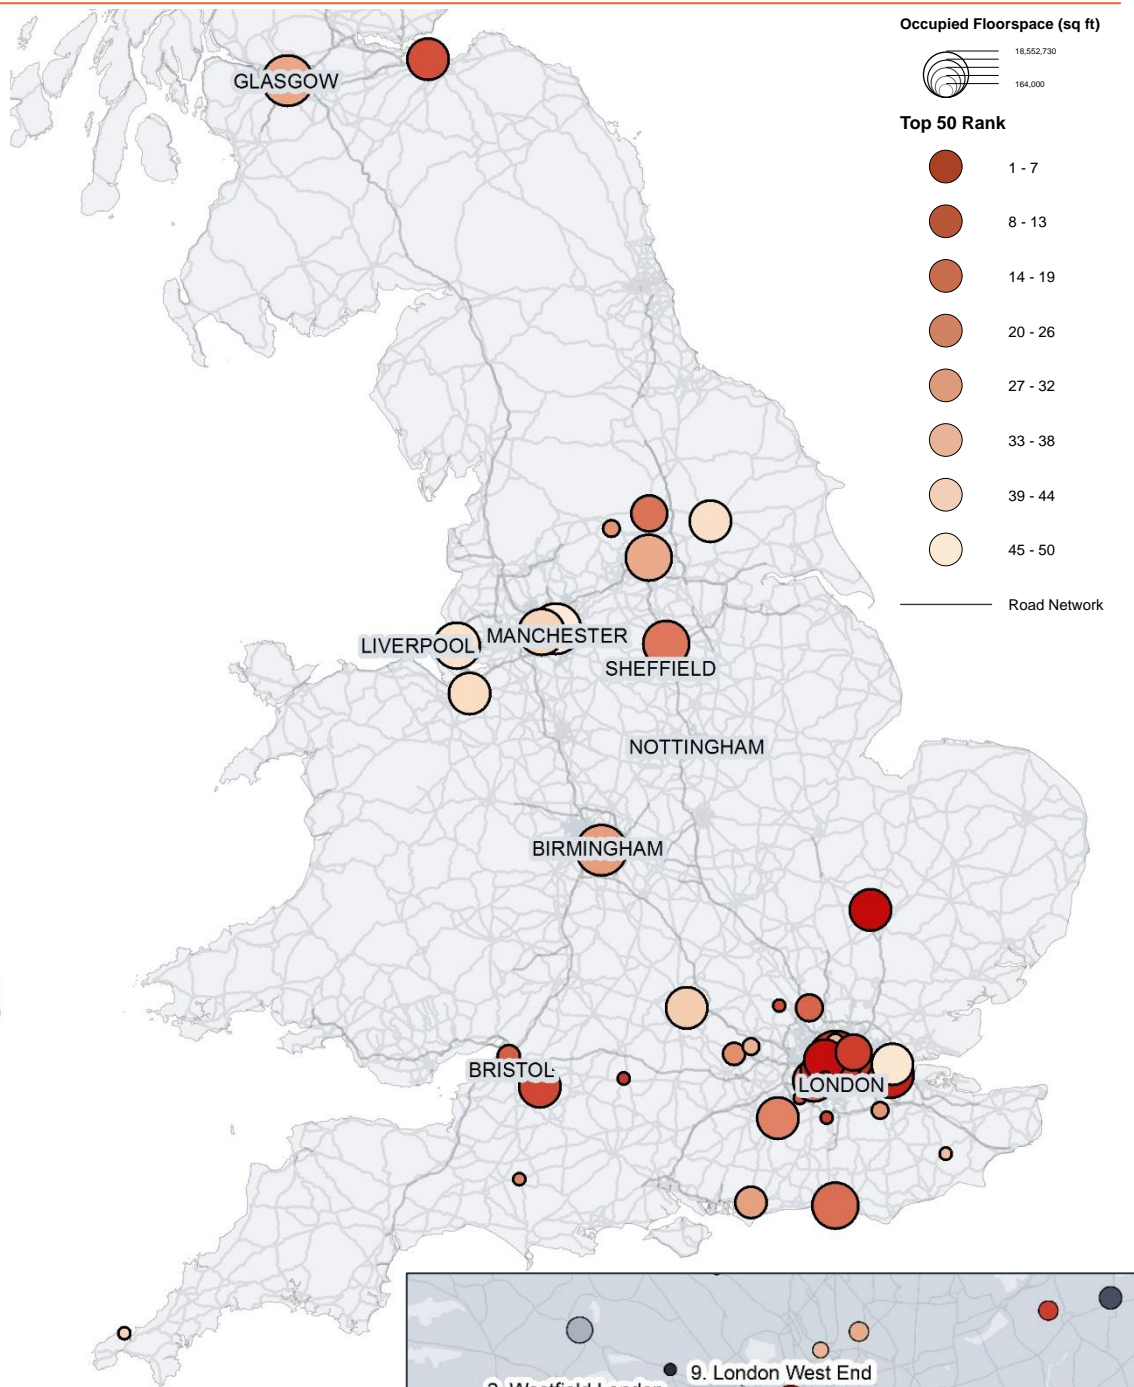 Occupied Floorspace (sq ft)
18,552,730
164,000
Top 50 Rank
1 - 7
8 - 13
14 - 19
20 - 26
27 - 32
33 - 38
39 - 44
45 - 50
Road Network
GLASGOW
LIVERPOOL
MANCHESTER
SHEFFIELD
NOTTINGHAM
BIRMINGHAM
BRISTOL
LONDON
9. London West End
Westfield London